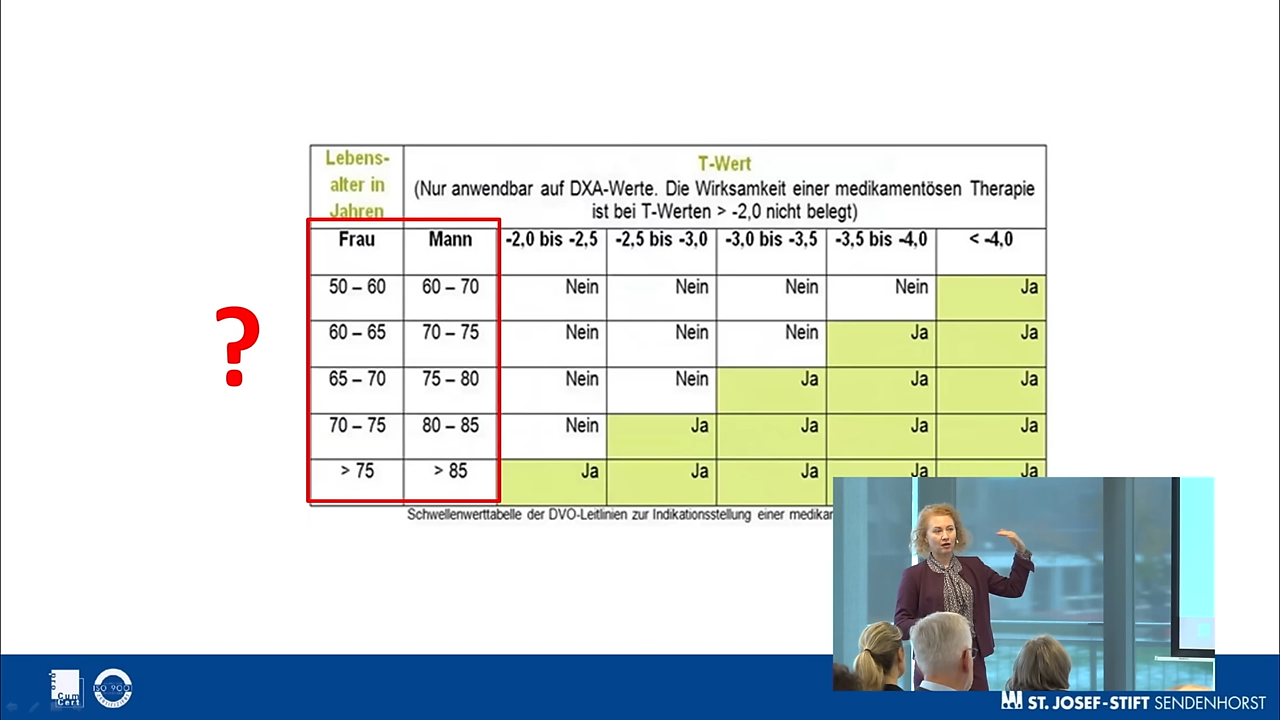 Lebens-
alter in
Jahren
T-Wert
(Nur anwendbar auf DXA-Werte. Die Wirksamkeit einer medikamentösen Therapie
ist bei T-Werten > -2,0 nicht belegt)
Frau Mann -2,0 bis -2,5 -2,5 bis -3,0 -3,0 bis -3,5 -3,5 bis -4,0 < -4,0
50 – 60 60 – 70 Nein Nein Nein Nein Ja
?
60 – 65 70 – 75 Nein Nein Nein Ja Ja
65 – 70 75 – 80 Nein Nein Ja Ja Ja
70 – 75 80 – 85 Nein Ja Ja Ja Ja
> 75 > 85 Ja Ja Ja Ja Ja
Schwellenwerttabelle der DVO-Leitlinien zur Indikationsstellung einer
Cum
Cert
ISO 9001
ST. JOSEF-STIFT SENDENHORST